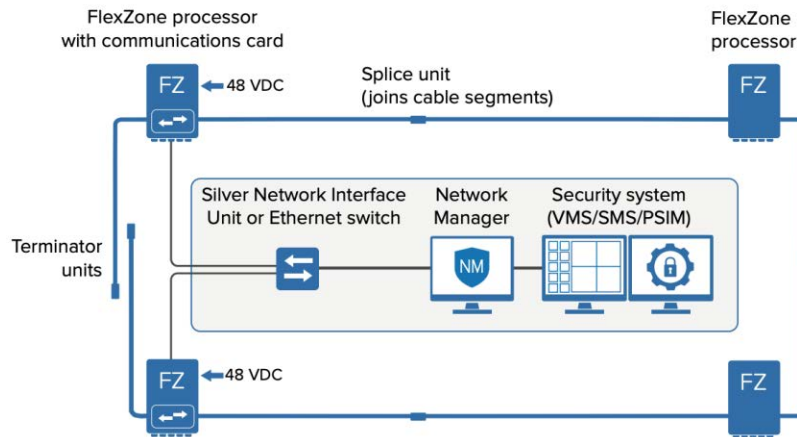 FlexZone processor
with communications card
FlexZone
processor
FZ
48 VDC
Splice unit
(joins cable segments)
FZ
Silver Network Interface
Unit or Ethernet switch
Network
Manager
Security system
(VMS/SMS/PSIM)
Terminator
units
NM
FZ
48 VDC
FZ